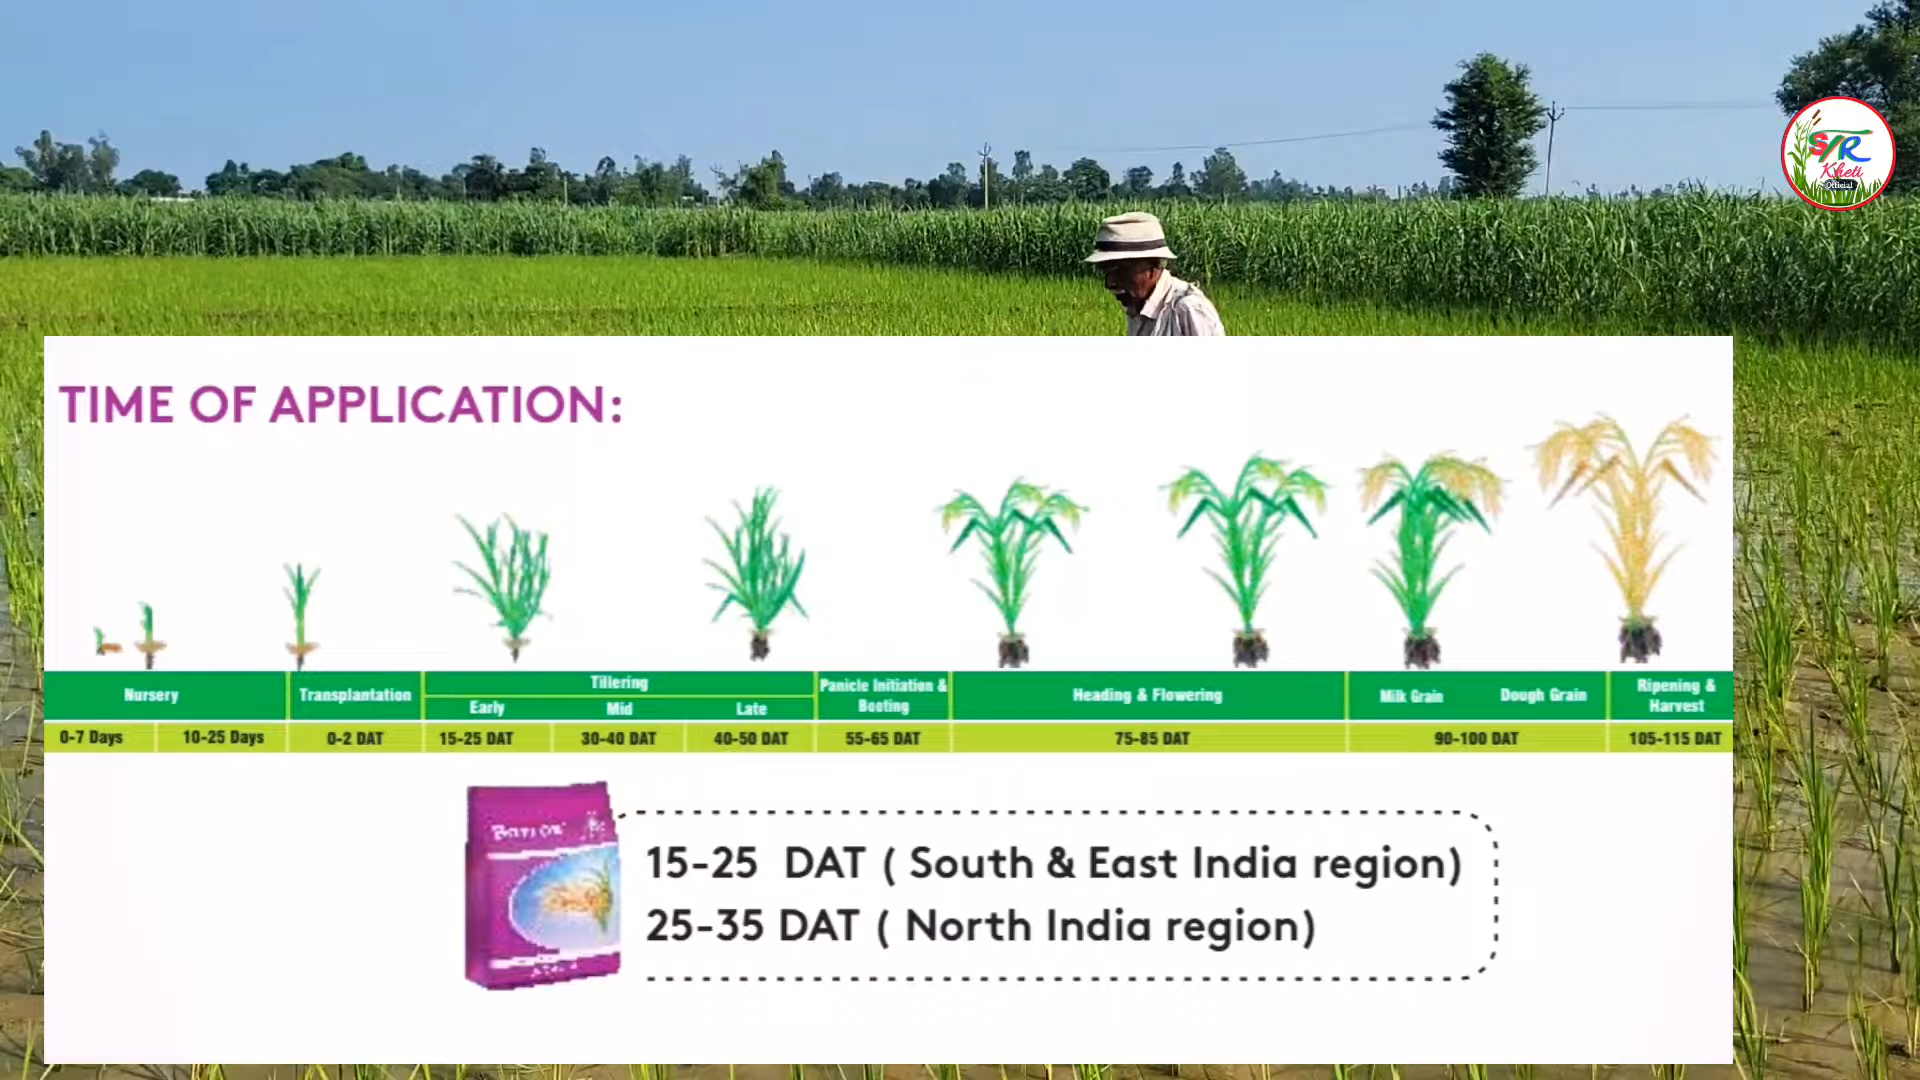 S/R
Kheti
Official
TIME OF APPLICATION:
Nursery
Transplantation
Tillering
Early
Mid
Late
Panicle Initiation &
Booting
Heading & Flowering
Milk Grain
Dough Grain
Ripening &
Harvest
0-7 Days
10-25 Days
0-2 DAT
15-25 DAT
30-40 DAT
40-50 DAT
55-65 DAT
75-85 DAT
90-100 DAT
105-115 DAT
15-25 DAT ( South & East India region)
25-35 DAT ( North India region)